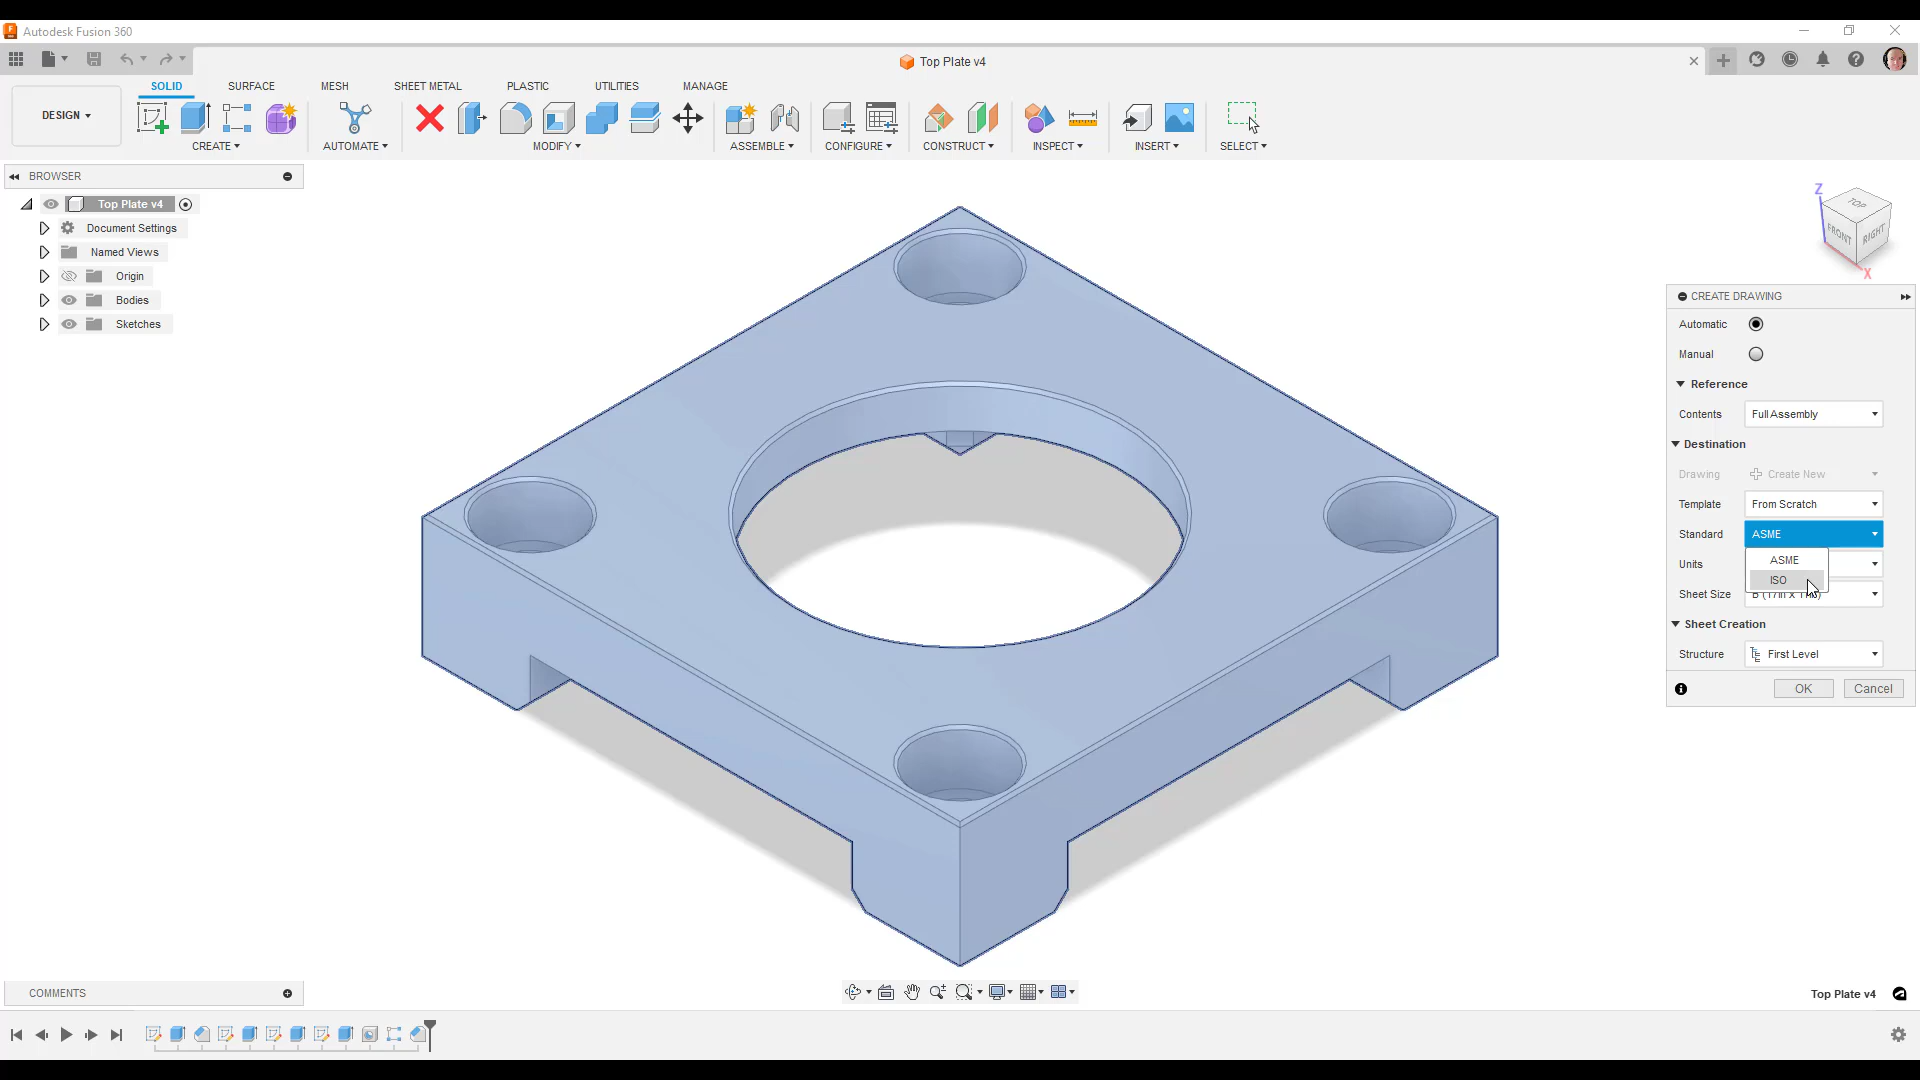 Autodesk Fusion 360
Top Plate v4
SOLID SURFACE MESH SHEET METAL PLASTIC UTILITIES MANAGE
DESIGN
CREATE AUTOMATE MODIFY ASSEMBLE CONFIGURE CONSTRUCT INSPECT INSERT SELECT
BROWSER
Top Plate v4
Document Settings
Named Views
Origin
Bodies
Sketches
Z
TOP
FRONT
RIGHT
X
CREATE DRAWING
Automatic
Manual
Reference
Contents Full Assembly
Destination
Drawing Create New
Template From Scratch
Standard ASME
ASME
Units
ISO
Sheet Size
Sheet Creation
Structure First Level
OK Cancel
COMMENTS
Top Plate v4